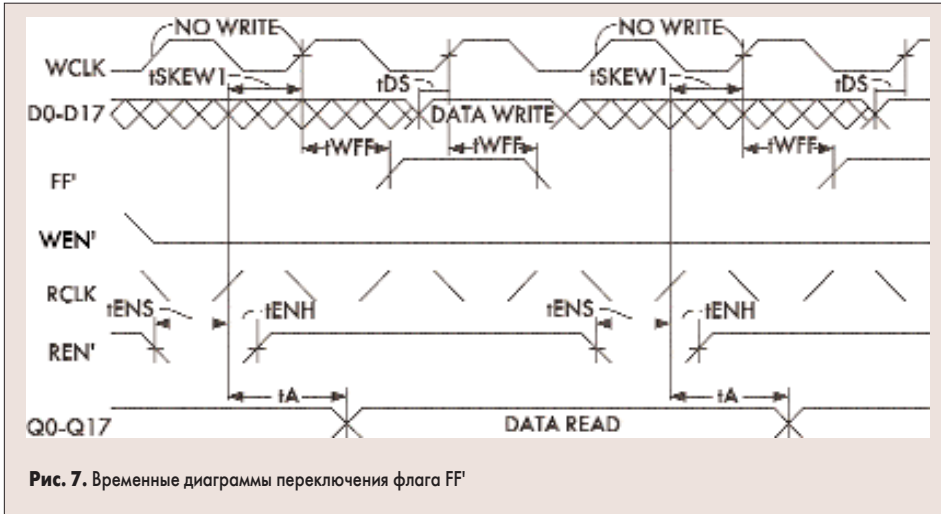 NO WRITE NO WRITE
WCLK
tSKEW1 tDS tSKEW1 tDS
D0-D17 DATA WRITE
tWFF tWFF tWFF
FF'
WEN'
RCLK
tENS tENH tENS tENH
REN'
tA tA
Q0-Q17 DATA READ
Рис. 7. Временные диаграммы переключения флага FF'